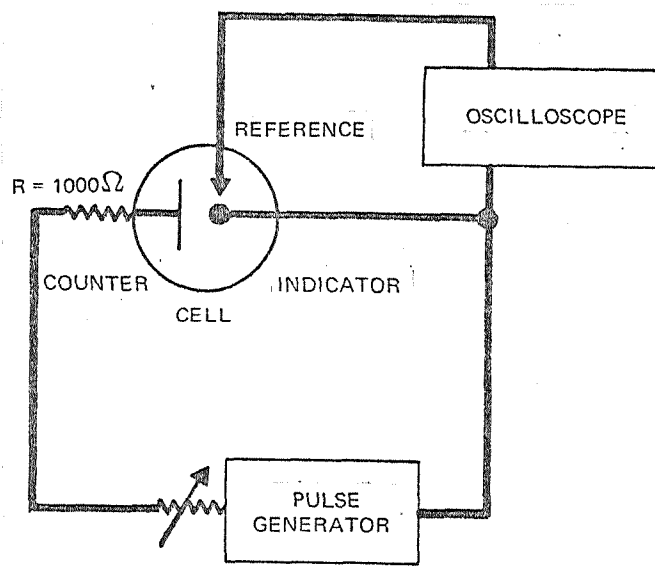 OSCILLOSCOPE
REFERENCE
R = 1000Ω
COUNTER
INDICATOR
CELL
PULSE
GENERATOR